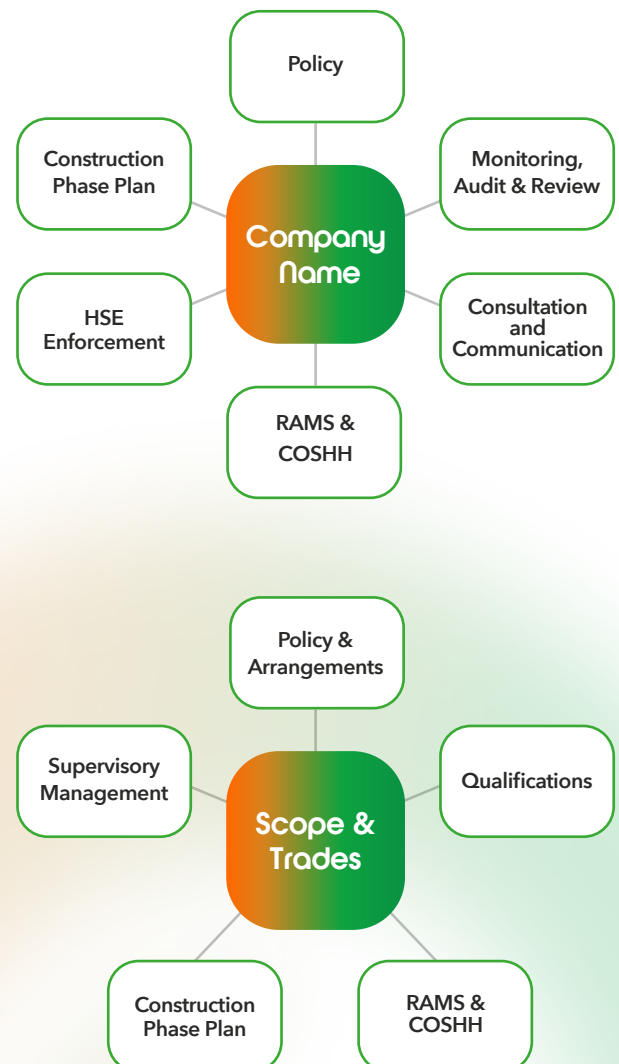 Policy
Construction
Phase Plan
Monitoring,
Audit & Review
Company
Name
HSE
Enforcement
Consultation
and
Communication
RAMS &
COSHH
Policy &
Arrangements
Supervisory
Management
Qualifications
Scope &
Trades
Construction
Phase Plan
RAMS &
COSHH